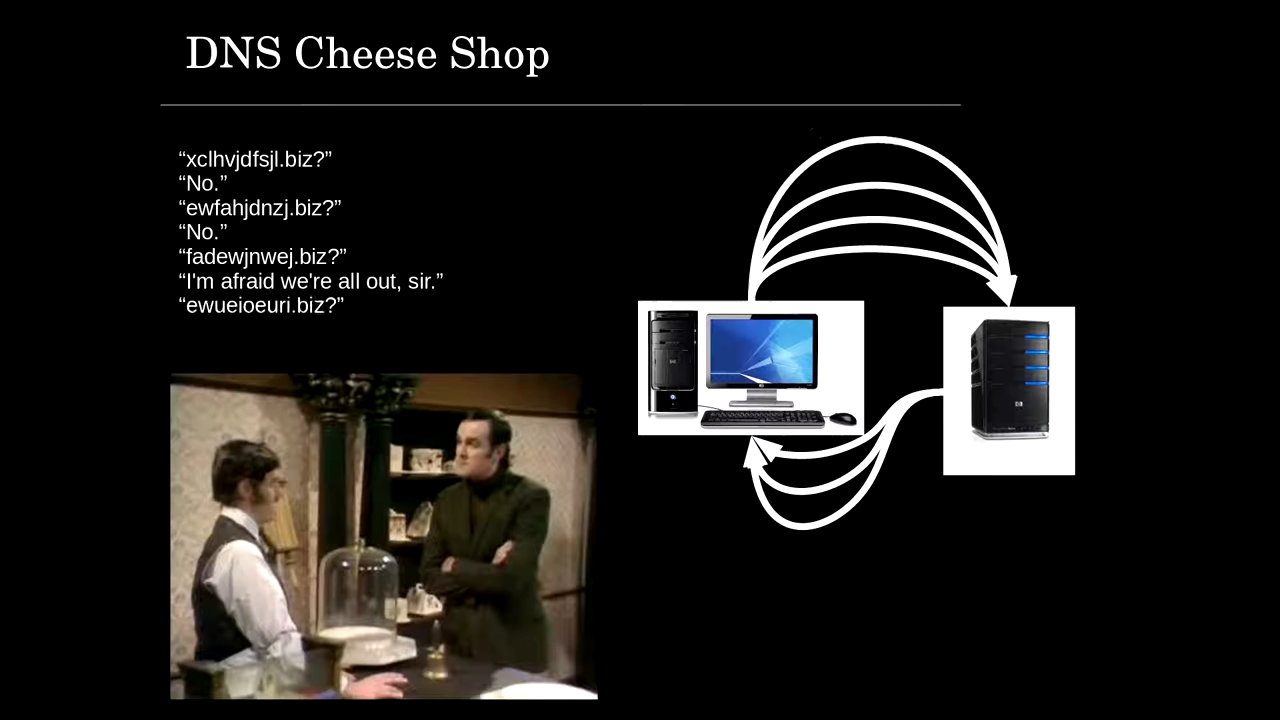 DNS Cheese Shop
“xclhvjdfsjl.biz?”
“No.”
“ewfahjdnzj.biz?”
“No.”
“fadewjnwej.biz?”
“I'm afraid we're all out, sir.”
“ewueioeuri.biz?”